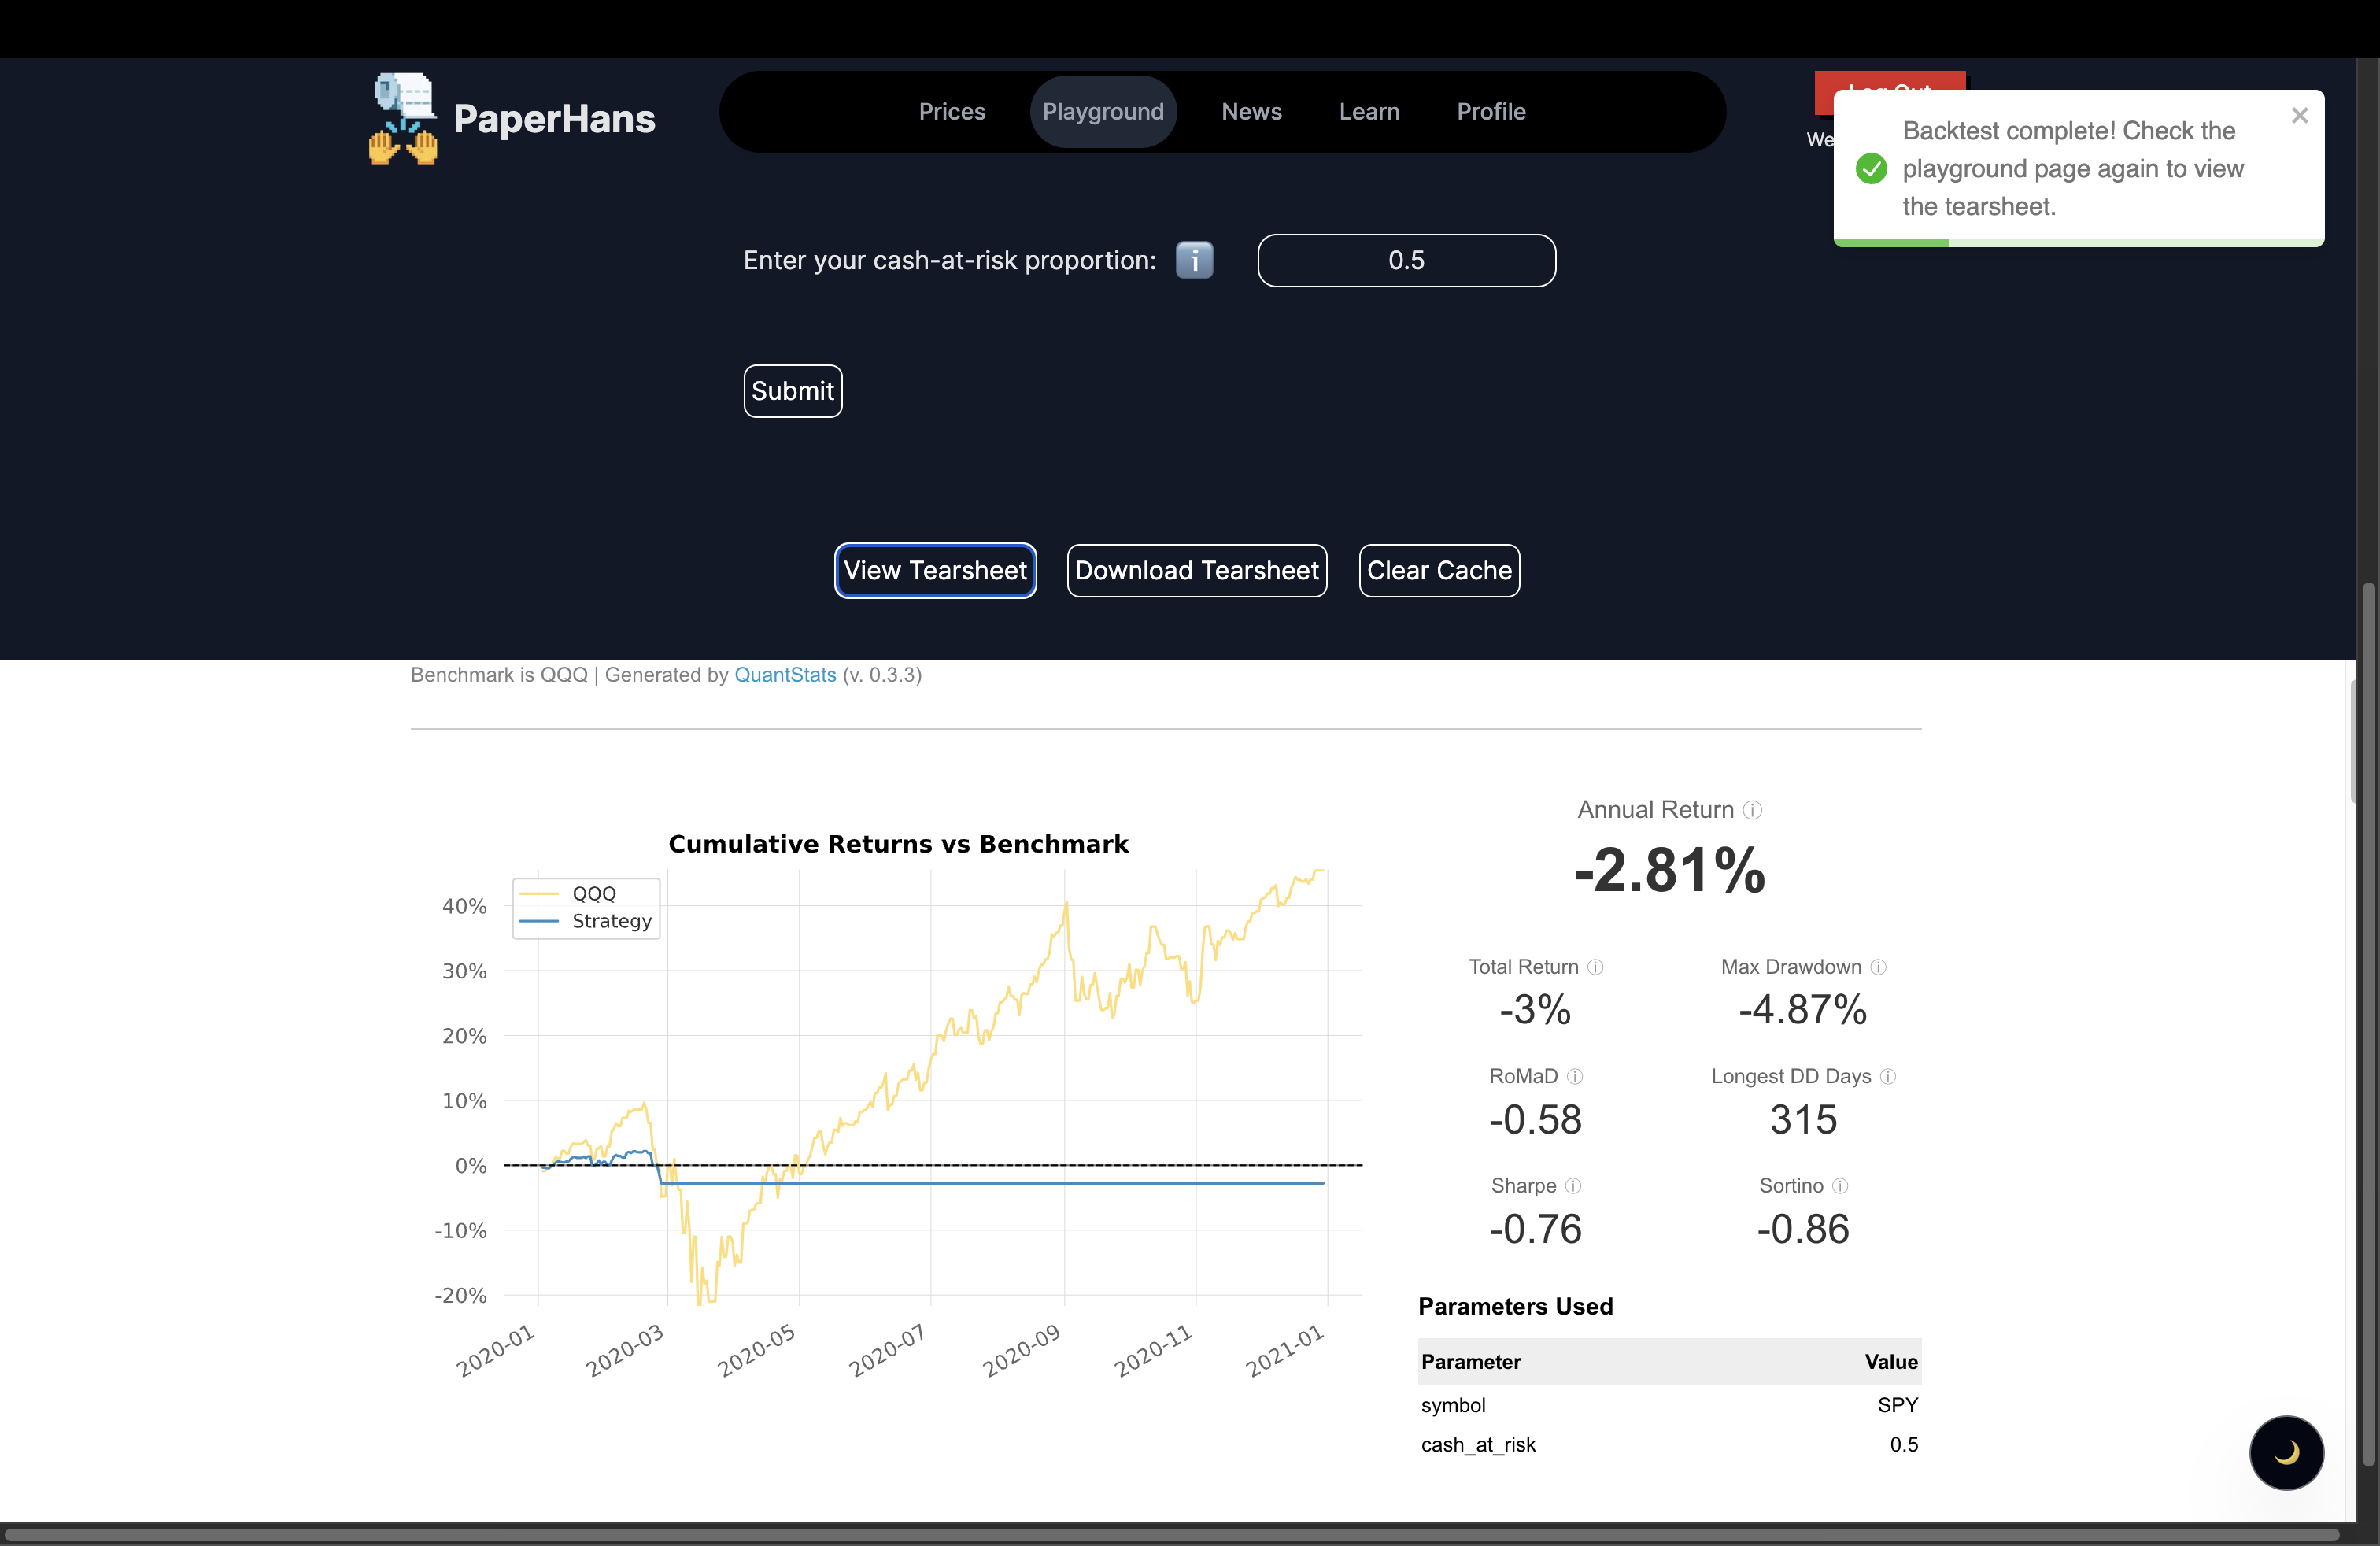 PaperHans
Prices
Playground
News
Learn
Profile
Backtest complete! Check the
playground page again to view
the tearsheet.
Enter your cash-at-risk proportion:
0.5
Submit
View Tearsheet
Download Tearsheet
Clear Cache
Benchmark is QQQ | Generated by QuantStats (v. 0.3.3)
Cumulative Returns vs Benchmark
QQQ
Strategy
40%
30%
20%
10%
0%
-10%
-20%
2020-01
2020-03
2020-05
2020-07
2020-09
2020-11
2021-01
Annual Return
-2.81%
Total Return
Max Drawdown
-3%
-4.87%
RoMaD
Longest DD Days
-0.58
315
Sharpe
Sortino
-0.76
-0.86
Parameters Used
Parameter Value
symbol SPY
cash_at_risk 0.5